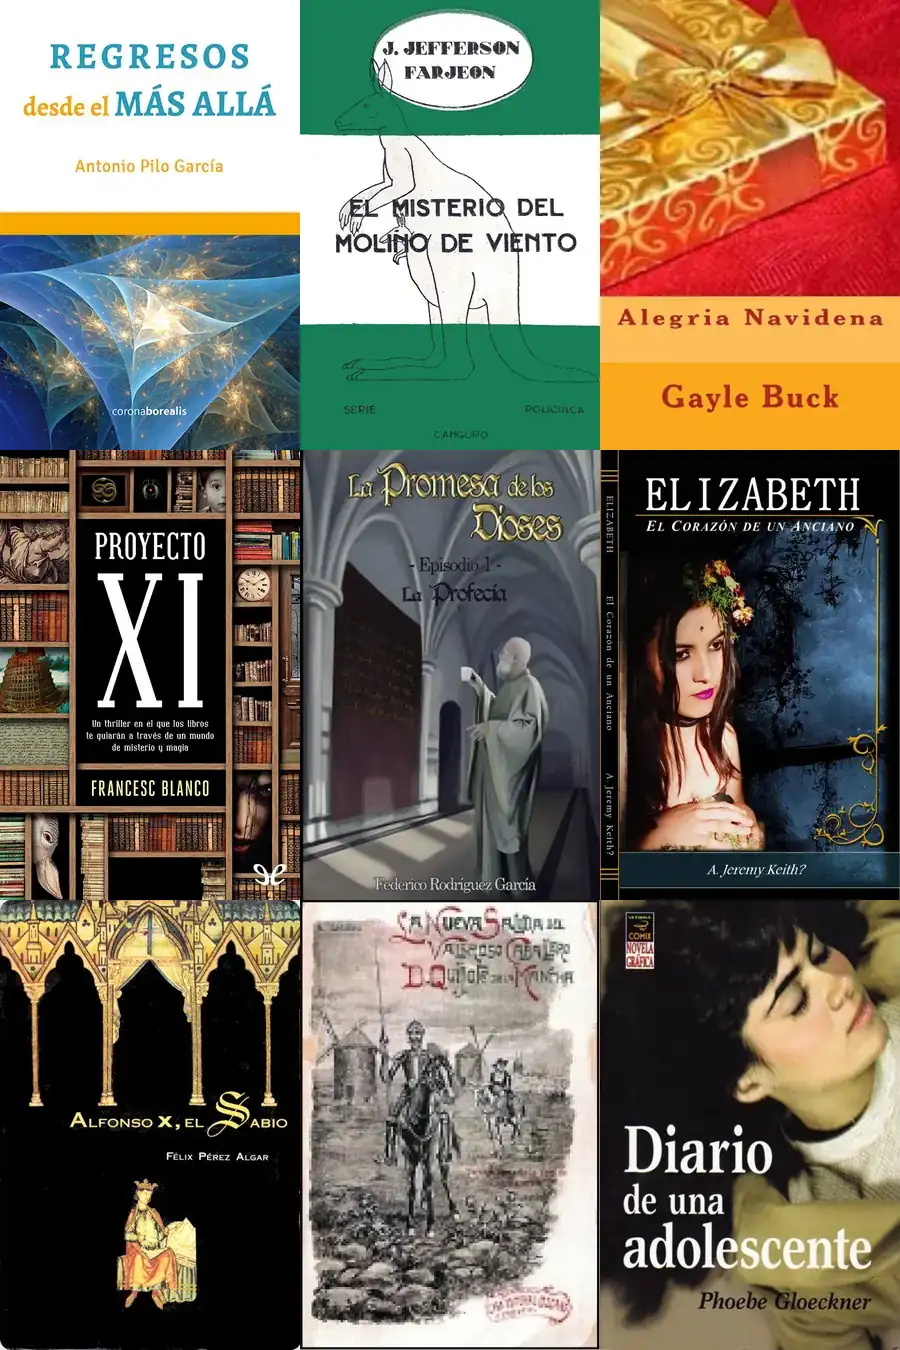 REGRESOS
desde el MÁS ALLÁ
Antonio Pilo García
coronaborealis
J. JEFFERSON
FARJEON
EL MISTERIO DEL
MOLINO DE VIENTO
SERIE
POLICIACA
CANGURO
Alegria Navidena
Gayle Buck
PROYECTO
XI
Un thriller en el que los libros
te guiarán a través de un mundo
de misterio y magia
FRANCESC BLANCO
La Promesa de los
Dioses
- Episodio 1 -
La Profecía
Federico Rodríguez García
ELIZABETH
El Corazón de un Anciano
A. Jeremy Keith?
ELIZABETH
EL CORAZÓN DE UN ANCIANO
A. Jeremy Keith?
ALFONSO X, EL SABIO
FÉLIX PÉREZ ALGAR
LA NUEVA SALIDA DEL
VALEROSO CABALLERO
D. QUIJOTE DE LA MANCHA
LA CÚPULA
COMIX
NOVELA
GRÁFICA
Diario
de una
adolescente
Phoebe Gloeckner